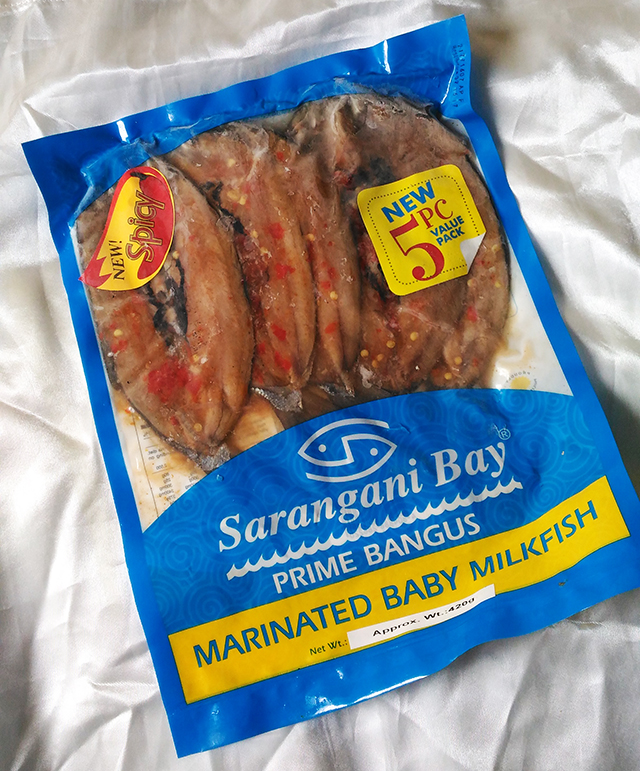 NEW!
Spicy
NEW
5PC
VALUE
PACK
Sarangani Bay®
PRIME BANGUS
MARINATED BABY MILKFISH
Net Wt.: Approx. Wt.:420g